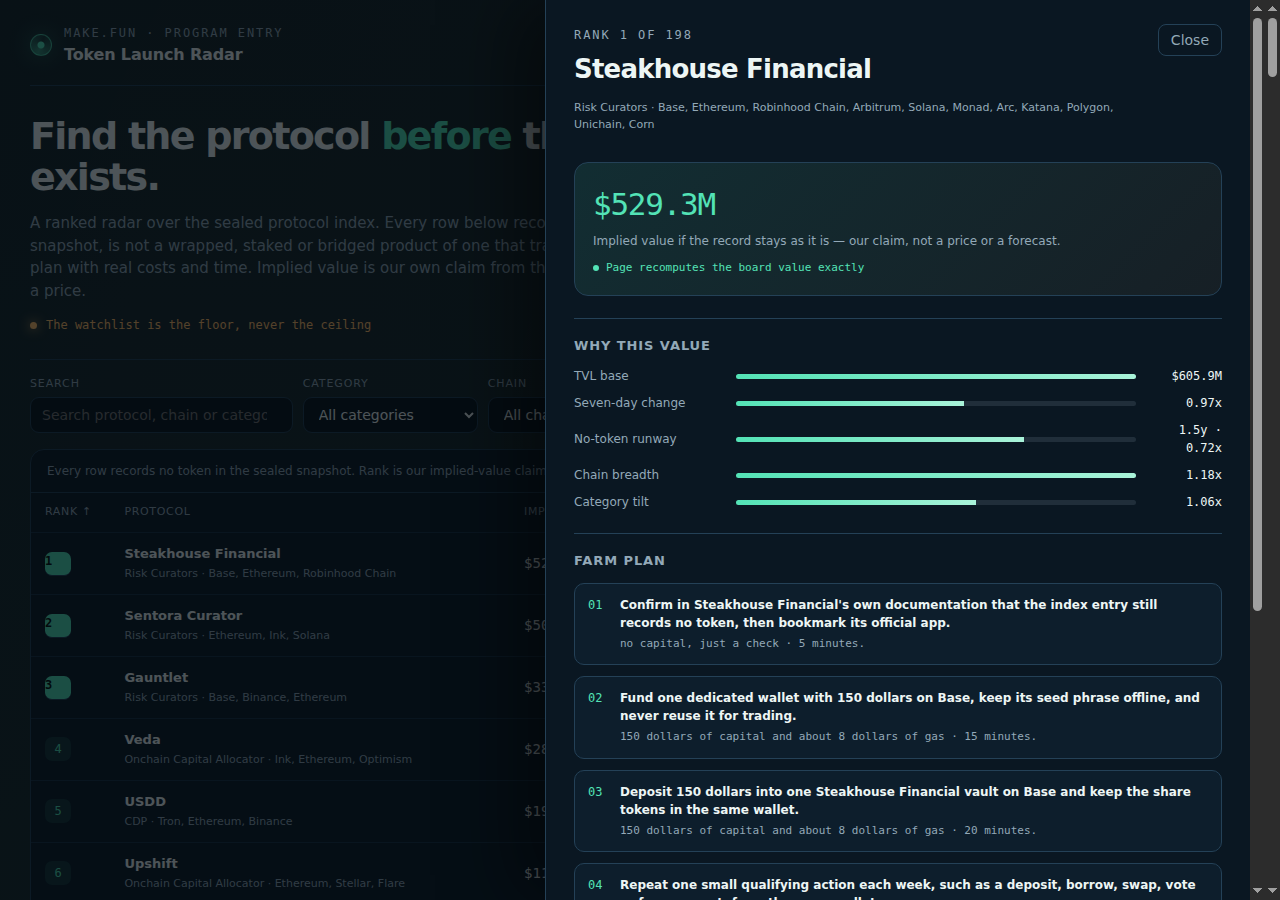 MAKE.FUN · PROGRAM ENTRY
Token Launch Radar
Find the protocol before th
exists.
A ranked radar over the sealed protocol index. Every row below reco
snapshot, is not a wrapped, staked or bridged product of one that tra
plan with real costs and time. Implied value is our own claim from th
a price.
The watchlist is the floor, never the ceiling
SEARCH
CATEGORY
CHAIN
Search protocol, chain or categc
All categories
All cha
Every row records no token in the sealed snapshot. Rank is our implied-value claim
RANK ↑
PROTOCOL
IMP
1
Steakhouse Financial
Risk Curators · Base, Ethereum, Robinhood Chain
$52
2
Sentora Curator
Risk Curators · Ethereum, Ink, Solana
$50
3
Gauntlet
Risk Curators · Base, Binance, Ethereum
$33
4
Veda
Onchain Capital Allocator · Ink, Ethereum, Optimism
$28
5
USDD
CDP · Tron, Ethereum, Binance
$19
6
Upshift
Onchain Capital Allocator · Ethereum, Stellar, Flare
$11
RANK 1 OF 198
Close
Steakhouse Financial
Risk Curators · Base, Ethereum, Robinhood Chain, Arbitrum, Solana, Monad, Arc, Katana, Polygon,
Unichain, Corn
$529.3M
Implied value if the record stays as it is — our claim, not a price or a forecast.
Page recomputes the board value exactly
WHY THIS VALUE
TVL base
$605.9M
Seven-day change
0.97x
No-token runway
1.5y ·
0.72x
Chain breadth
1.18x
Category tilt
1.06x
FARM PLAN
01
Confirm in Steakhouse Financial's own documentation that the index entry still
records no token, then bookmark its official app.
no capital, just a check · 5 minutes.
02
Fund one dedicated wallet with 150 dollars on Base, keep its seed phrase offline, and
never reuse it for trading.
150 dollars of capital and about 8 dollars of gas · 15 minutes.
03
Deposit 150 dollars into one Steakhouse Financial vault on Base and keep the share
tokens in the same wallet.
150 dollars of capital and about 8 dollars of gas · 20 minutes.
04
Repeat one small qualifying action each week, such as a deposit, borrow, swap, vote